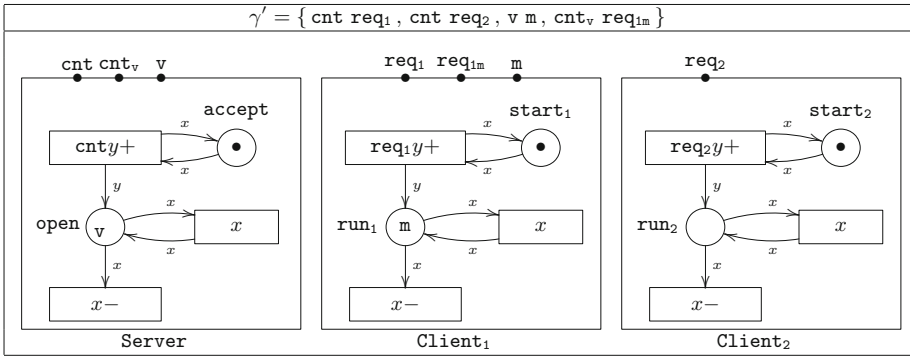 γ′ = { cnt req₁ , cnt req₂ , v m , cntᵥ req₁ₘ }
cnt cntᵥ v req₁ req₁ₘ m req₂
accept start₁ start₂
x x x
cnty+ req₁y+ req₂y+
x x x
y y y
x x x
open v x run₁ m x run₂ x
x x x
x x x
x− x− x−
Server Client₁ Client₂